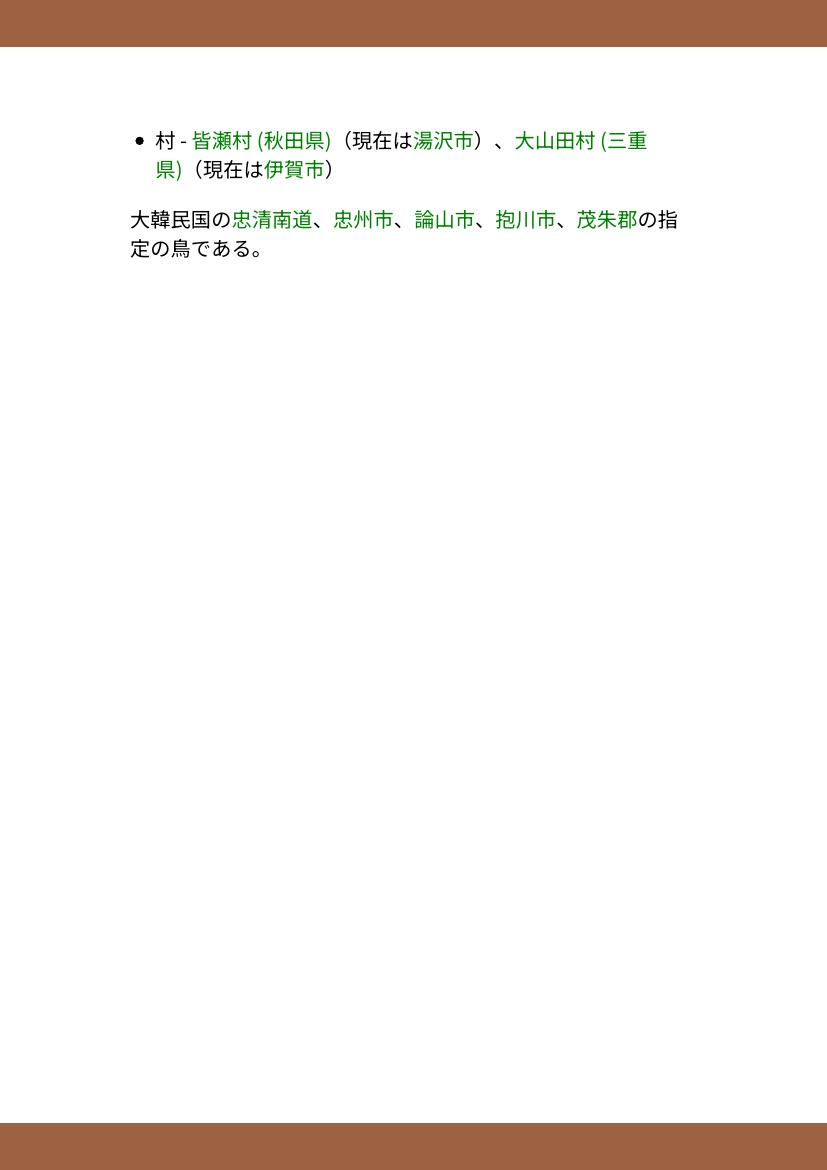 • 村 - 皆瀬村 (秋田県)（現在は湯沢市）、大山田村 (三重
県)（現在は伊賀市）
大韓民国の忠清南道、忠州市、論山市、抱川市、茂朱郡の指
定の鳥である。